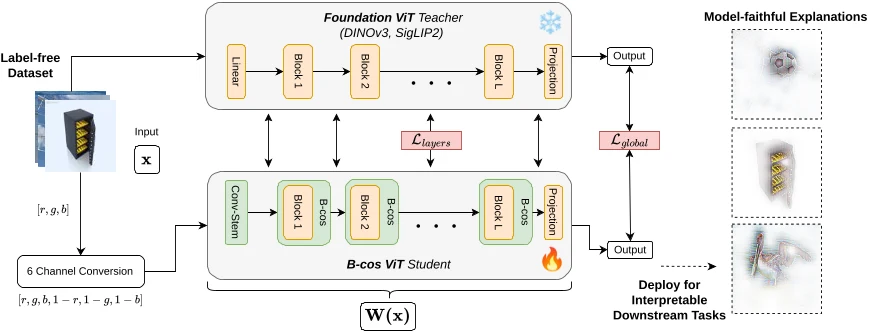 Foundation ViT Teacher
(DINOv3, SigLIP2)
Model-faithful Explanations
Label-free
Dataset
Linear
Block 1
Block 2
. . .
Block L
Projection
Output
Input
x
L_layers
L_global
[r, g, b]
Conv-Stem
Block 1
B-cos
Block 2
B-cos
. . .
Block L
B-cos
Projection
Output
6 Channel Conversion
B-cos ViT Student
[r, g, b, 1 − r, 1 − g, 1 − b]
W(x)
Deploy for
Interpretable
Downstream Tasks